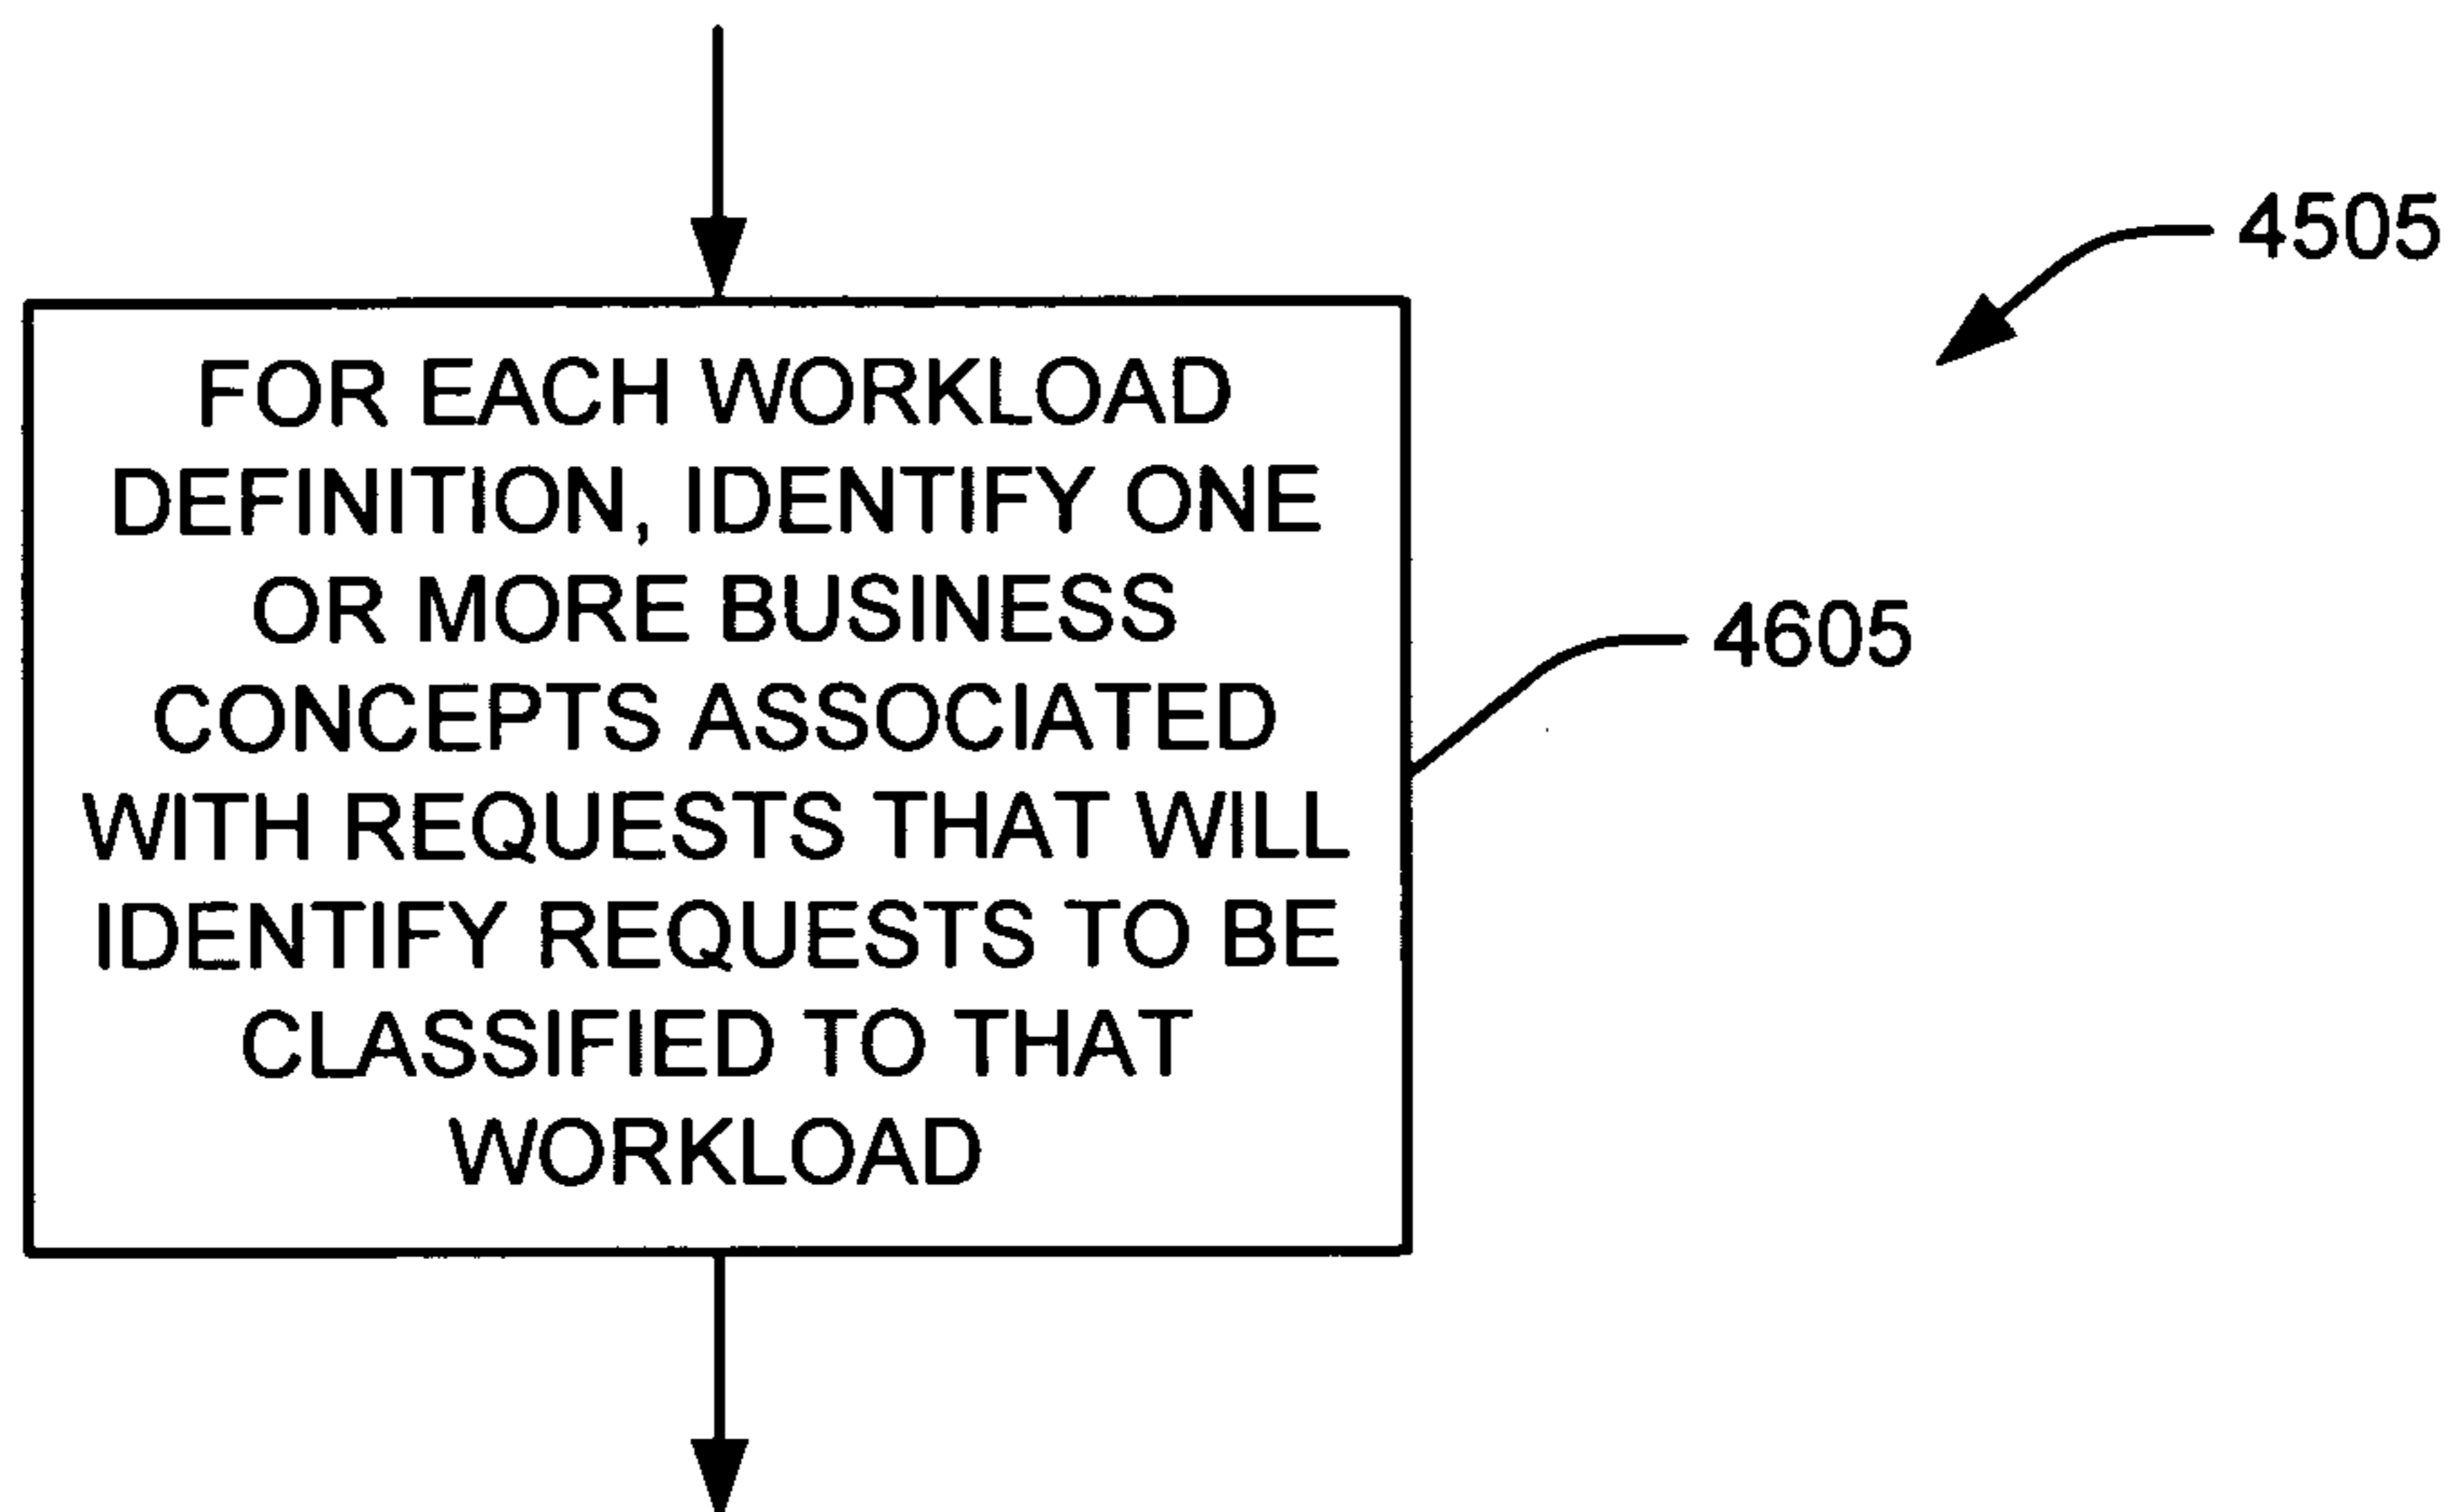 4505
FOR EACH WORKLOAD
DEFINITION, IDENTIFY ONE
OR MORE BUSINESS
CONCEPTS ASSOCIATED
WITH REQUESTS THAT WILL
IDENTIFY REQUESTS TO BE
CLASSIFIED TO THAT
WORKLOAD
4605